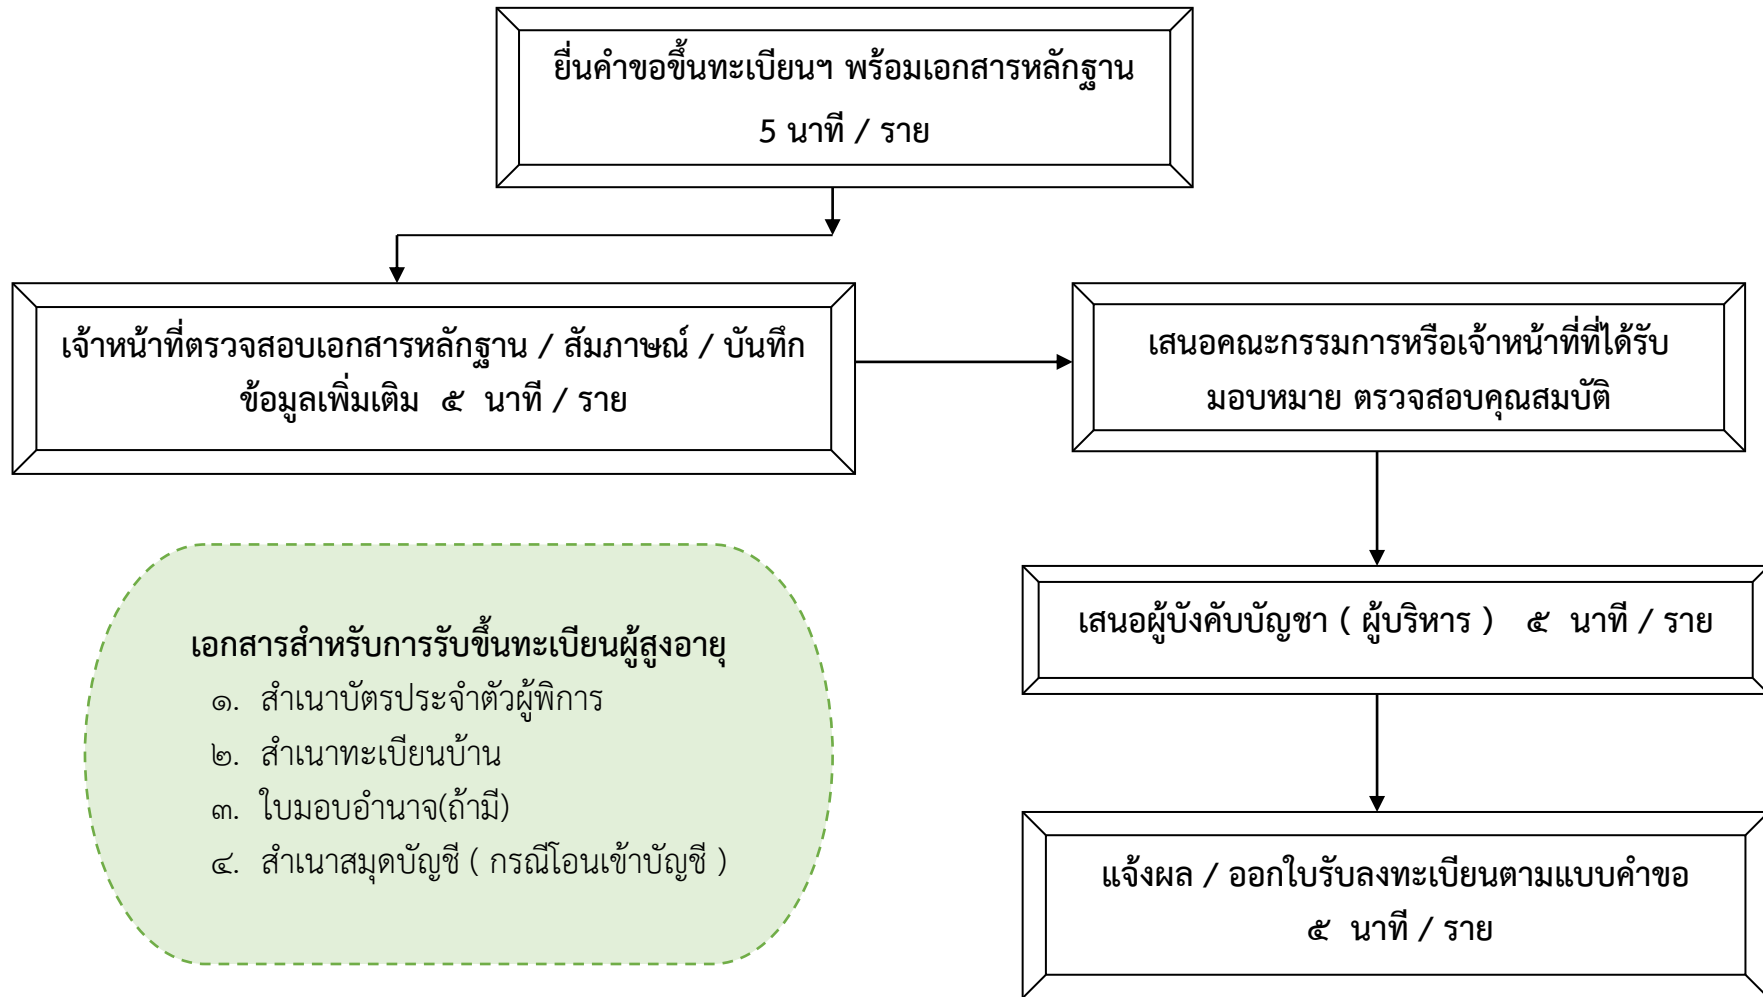 ยื่นคำขอขึ้นทะเบียนฯ พร้อมเอกสารหลักฐาน
5 นาที / ราย
เจ้าหน้าที่ตรวจสอบเอกสารหลักฐาน / สัมภาษณ์ / บันทึก
ข้อมูลเพิ่มเติม ๕ นาที / ราย
เสนอคณะกรรมการหรือเจ้าหน้าที่ที่ได้รับ
มอบหมาย ตรวจสอบคุณสมบัติ
เสนอผู้บังคับบัญชา ( ผู้บริหาร ) ๕ นาที / ราย
แจ้งผล / ออกใบรับลงทะเบียนตามแบบคำขอ
๕ นาที / ราย
เอกสารสำหรับการรับขึ้นทะเบียนผู้สูงอายุ
๑. สำเนาบัตรประจำตัวผู้พิการ
๒. สำเนาทะเบียนบ้าน
๓. ใบมอบอำนาจ(ถ้ามี)
๔. สำเนาสมุดบัญชี ( กรณีโอนเข้าบัญชี )